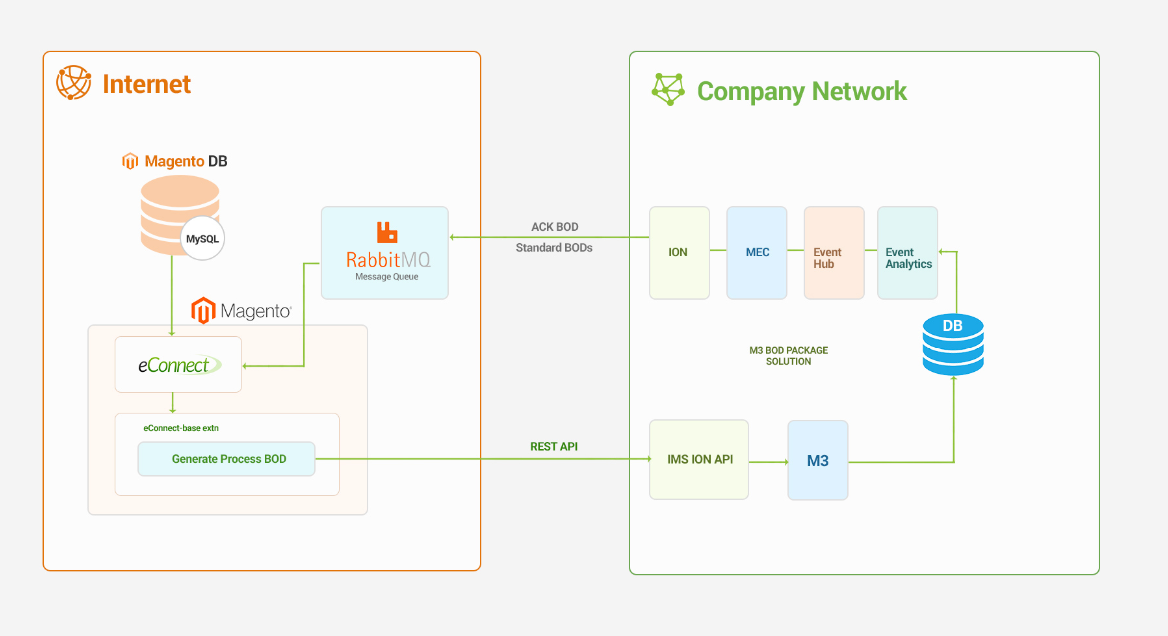 Internet
Magento DB
MySQL
RabbitMQ
Message Queue
Magento
eConnect
eConnect-base extn
Generate Process BOD
ACK BOD
Standard BODs
REST API
Company Network
ION
MEC
Event
Hub
Event
Analytics
DB
M3 BOD PACKAGE
SOLUTION
IMS ION API
M3